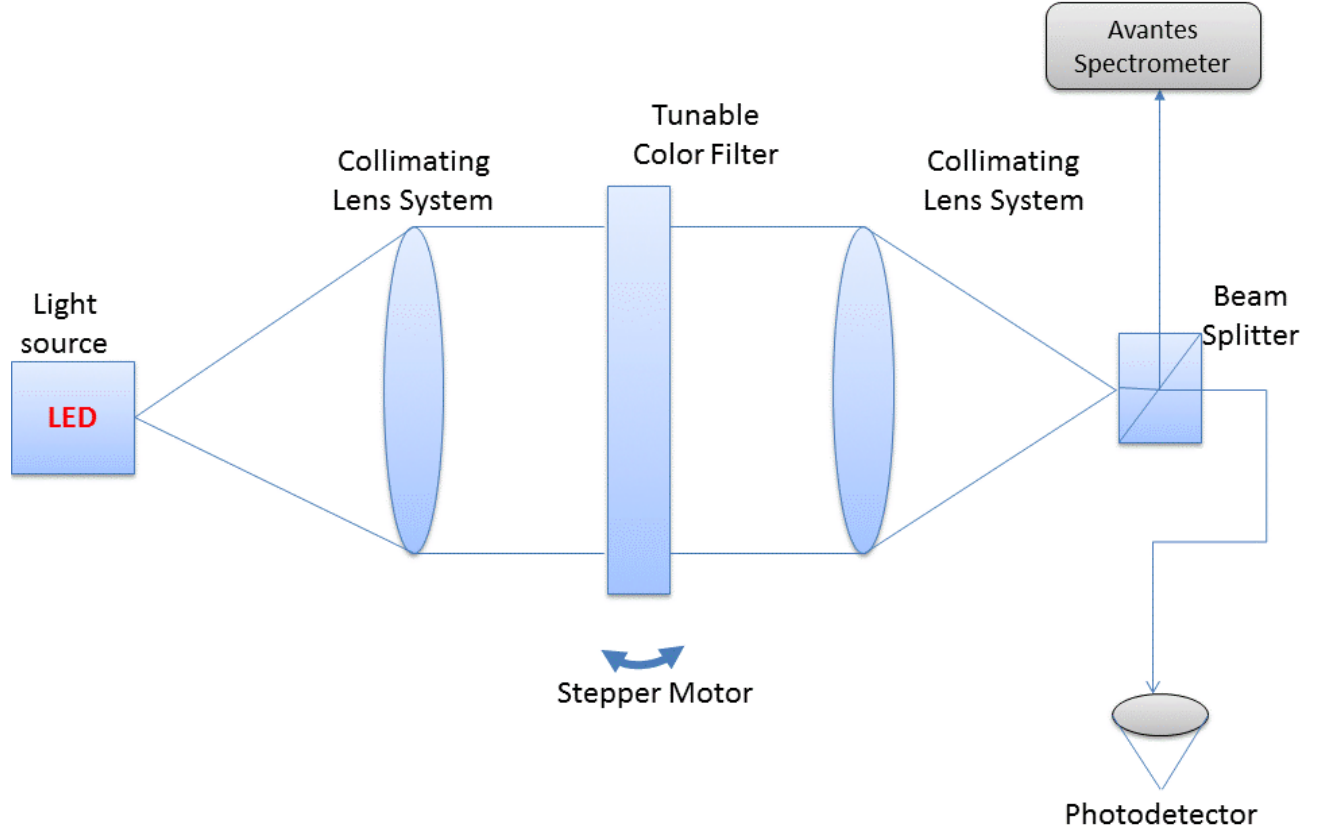 Avantes
Spectrometer
Tunable
Color Filter
Collimating
Lens System
Collimating
Lens System
Light
source
LED
Beam
Splitter
Stepper Motor
Photodetector